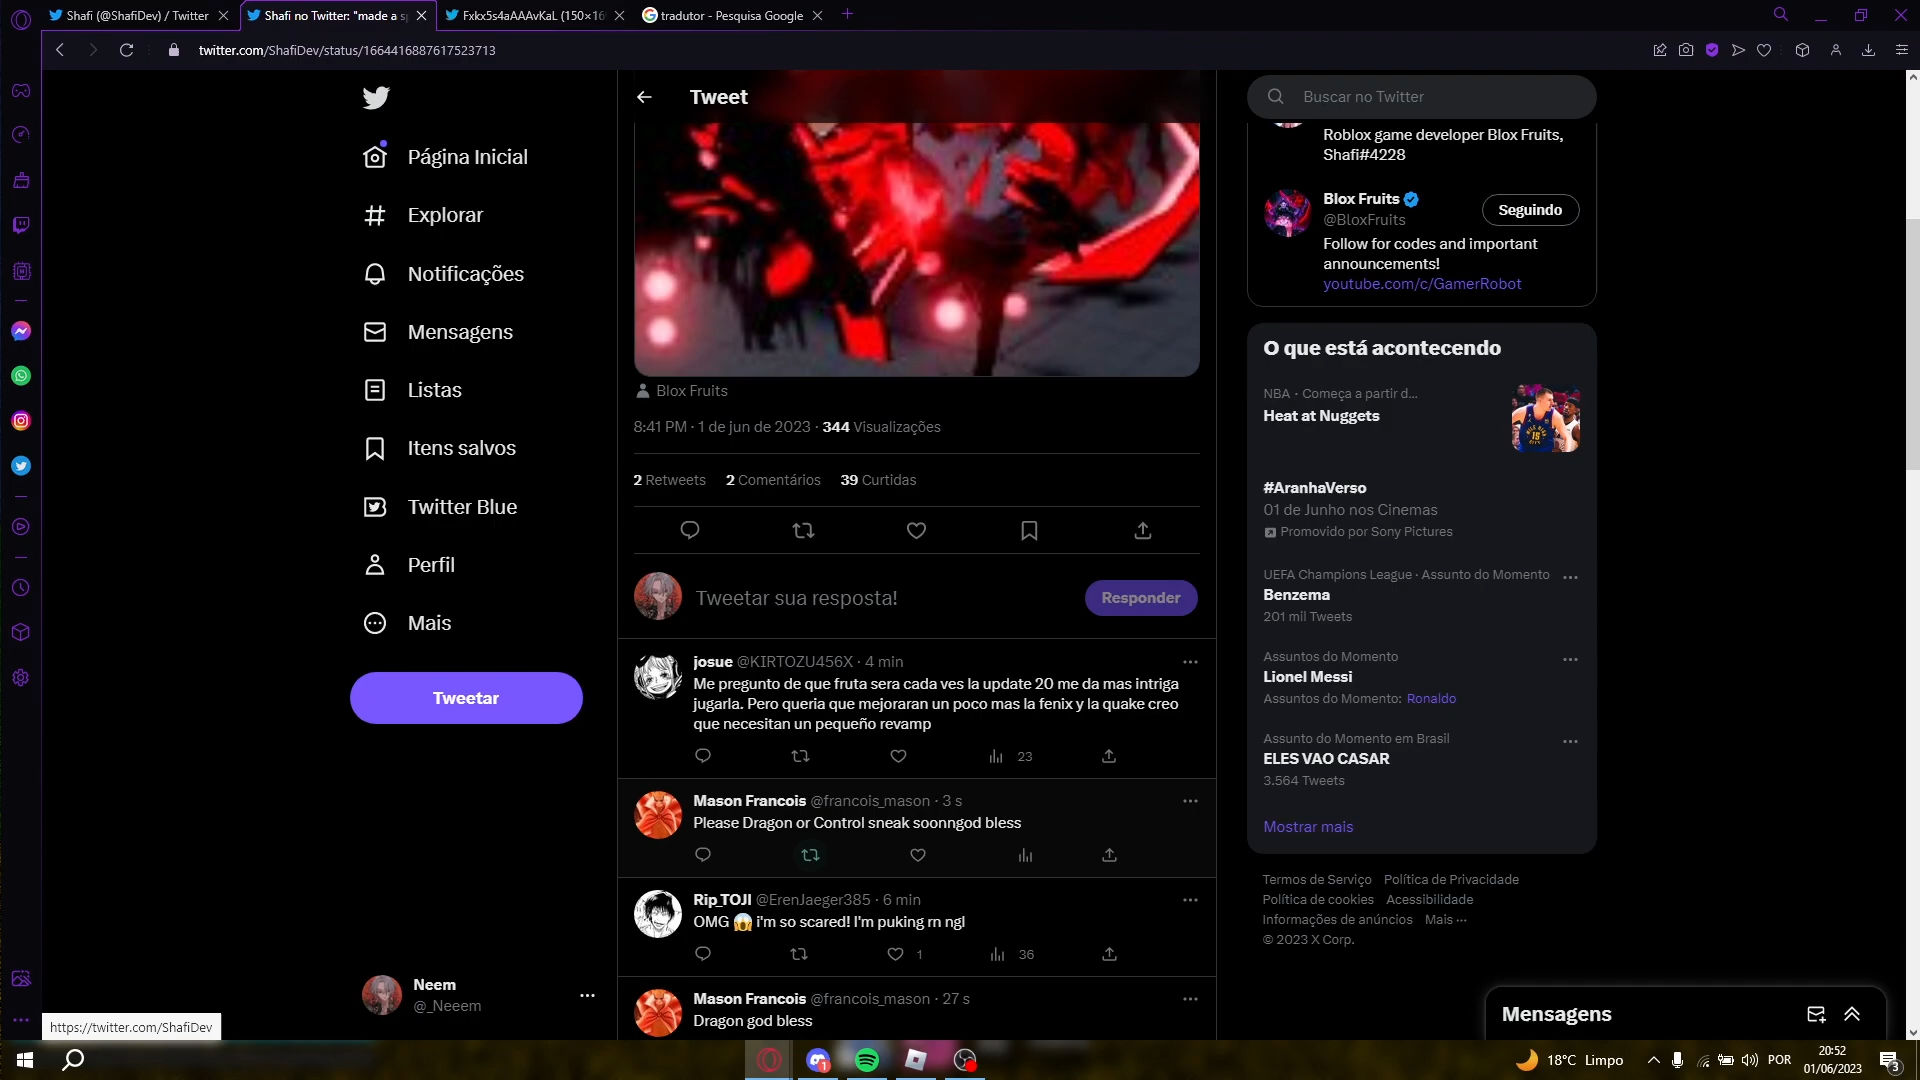 Shafi (@ShafiDev) / Twitter
Shafi no Twitter: "made a sp
Fxkx5s4aAAAvKaL (150×16
tradutor - Pesquisa Google
twitter.com/ShafiDev/status/1664416887617523713
Página Inicial
Explorar
Notificações
Mensagens
Listas
Itens salvos
Twitter Blue
Perfil
Mais
Tweetar
Neem
@_Neeem
https://twitter.com/ShafiDev
Tweet
Blox Fruits
8:41 PM · 1 de jun de 2023 · 344 Visualizações
2 Retweets 2 Comentários 39 Curtidas
Tweetar sua resposta!
Responder
josue @KIRTOZU456X · 4 min
Me pregunto de que fruta sera cada ves la update 20 me da mas intriga
jugarla. Pero queria que mejoraran un poco mas la fenix y la quake creo
que necesitan un pequeño revamp
23
Mason Francois @francois_mason · 3 s
Please Dragon or Control sneak soonngod bless
Rip_TOJI @ErenJaeger385 · 6 min
OMG 😱 i'm so scared! I'm puking rn ngl
1 36
Mason Francois @francois_mason · 27 s
Dragon god bless
Buscar no Twitter
Roblox game developer Blox Fruits,
Shafi#4228
Blox Fruits
@BloxFruits
Seguindo
Follow for codes and important
announcements!
youtube.com/c/GamerRobot
O que está acontecendo
NBA · Começa a partir d...
Heat at Nuggets
#AranhaVerso
01 de Junho nos Cinemas
Promovido por Sony Pictures
UEFA Champions League · Assunto do Momento
Benzema
201 mil Tweets
Assuntos do Momento
Lionel Messi
Assuntos do Momento: Ronaldo
Assunto do Momento em Brasil
ELES VAO CASAR
3.564 Tweets
Mostrar mais
Termos de Serviço Política de Privacidade
Política de cookies Acessibilidade
Informações de anúncios Mais ···
© 2023 X Corp.
Mensagens
1
18°C Limpo
POR
20:52
01/06/2023
3